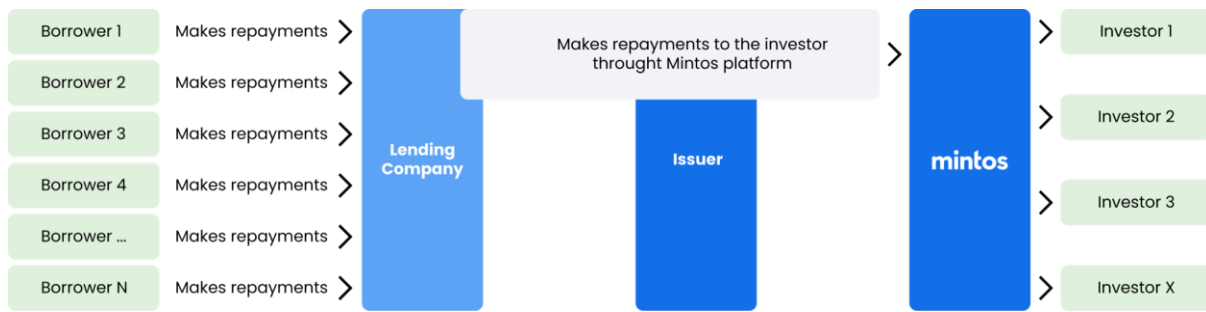 Borrower 1 Makes repayments
Makes repayments to the investor
throught Mintos platform
Investor 1
Borrower 2 Makes repayments
Investor 2
Borrower 3 Makes repayments
Lending
Company
Issuer
mintos
Borrower 4 Makes repayments
Investor 3
Borrower ... Makes repayments
Borrower N Makes repayments
Investor X